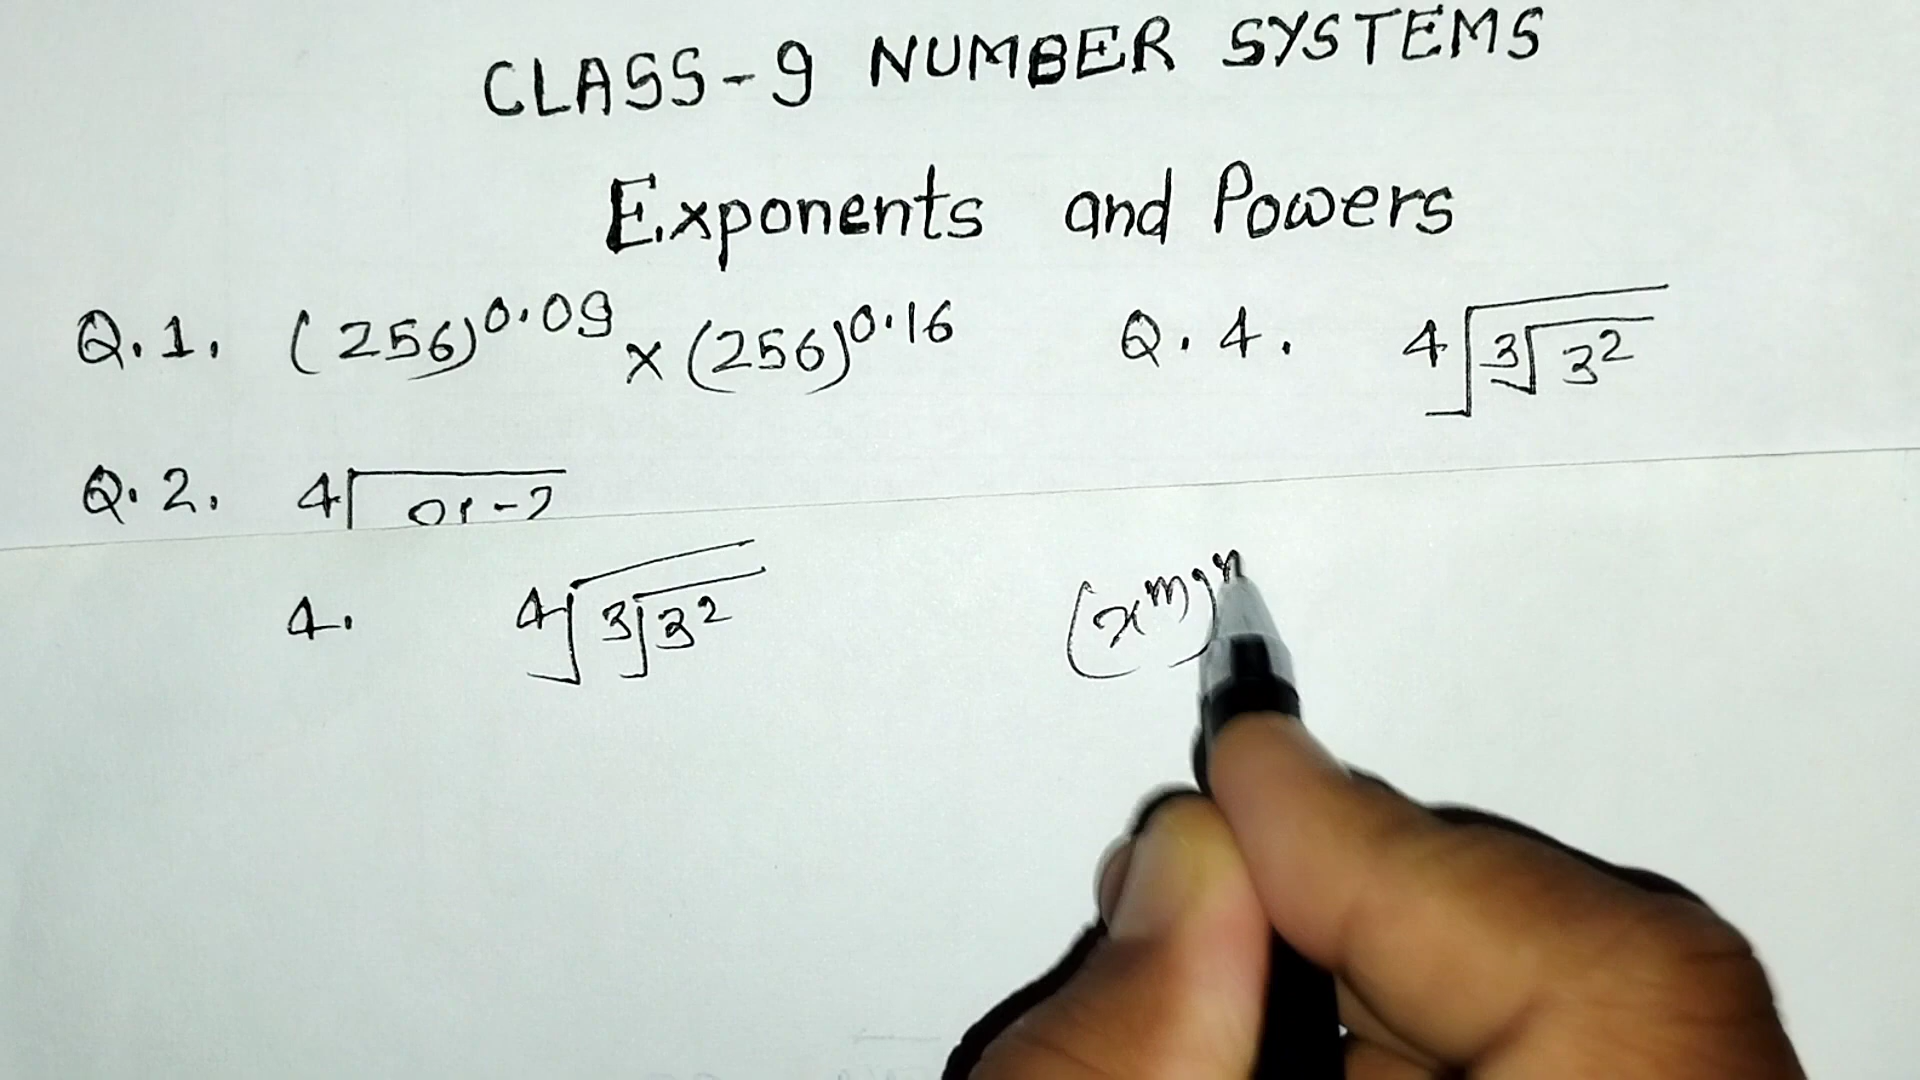 CLASS-9 NUMBER SYSTEMS
Exponents and Powers
Q.1. (256)^0.09 × (256)^0.16
Q.4. ⁴√(³√(3²))
Q.2. ⁴√
4. ⁴√(³√(3²))
(x^m)^n